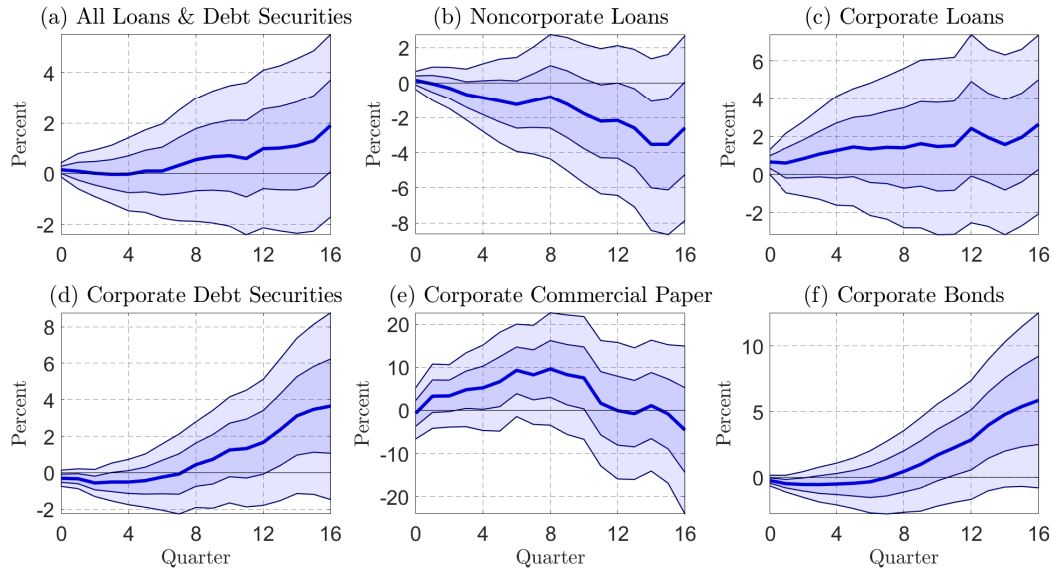 (a) All Loans & Debt Securities
(b) Noncorporate Loans
(c) Corporate Loans
Percent
4
2
0
-2
0 4 8 12 16
Percent
2
0
-2
-4
-6
-8
0 4 8 12 16
Percent
6
4
2
0
-2
0 4 8 12 16
(d) Corporate Debt Securities
(e) Corporate Commercial Paper
(f) Corporate Bonds
Percent
8
6
4
2
0
-2
0 4 8 12 16
Quarter
Percent
20
10
0
-10
-20
0 4 8 12 16
Quarter
Percent
10
5
0
0 4 8 12 16
Quarter